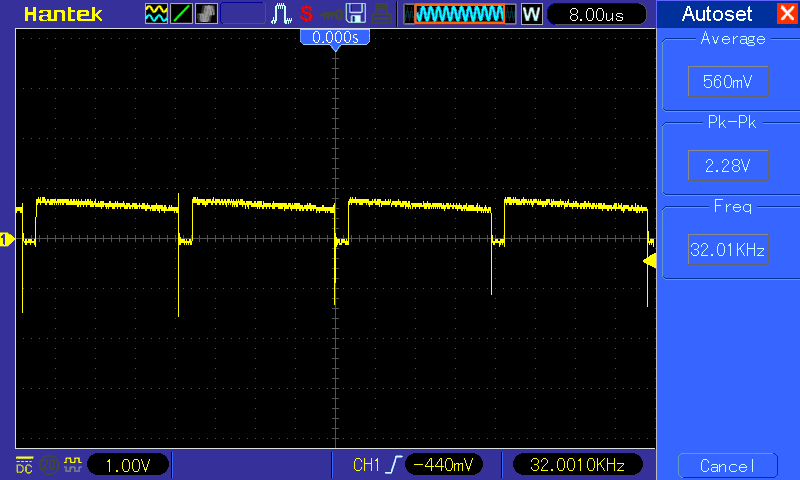 Hantek
S
W
8.00us
Autoset
0.000s
Average
560mV
Pk-Pk
2.28V
Freq
32.01KHz
1
DC
1.00V
CH1
-440mV
32.0010KHz
Cancel